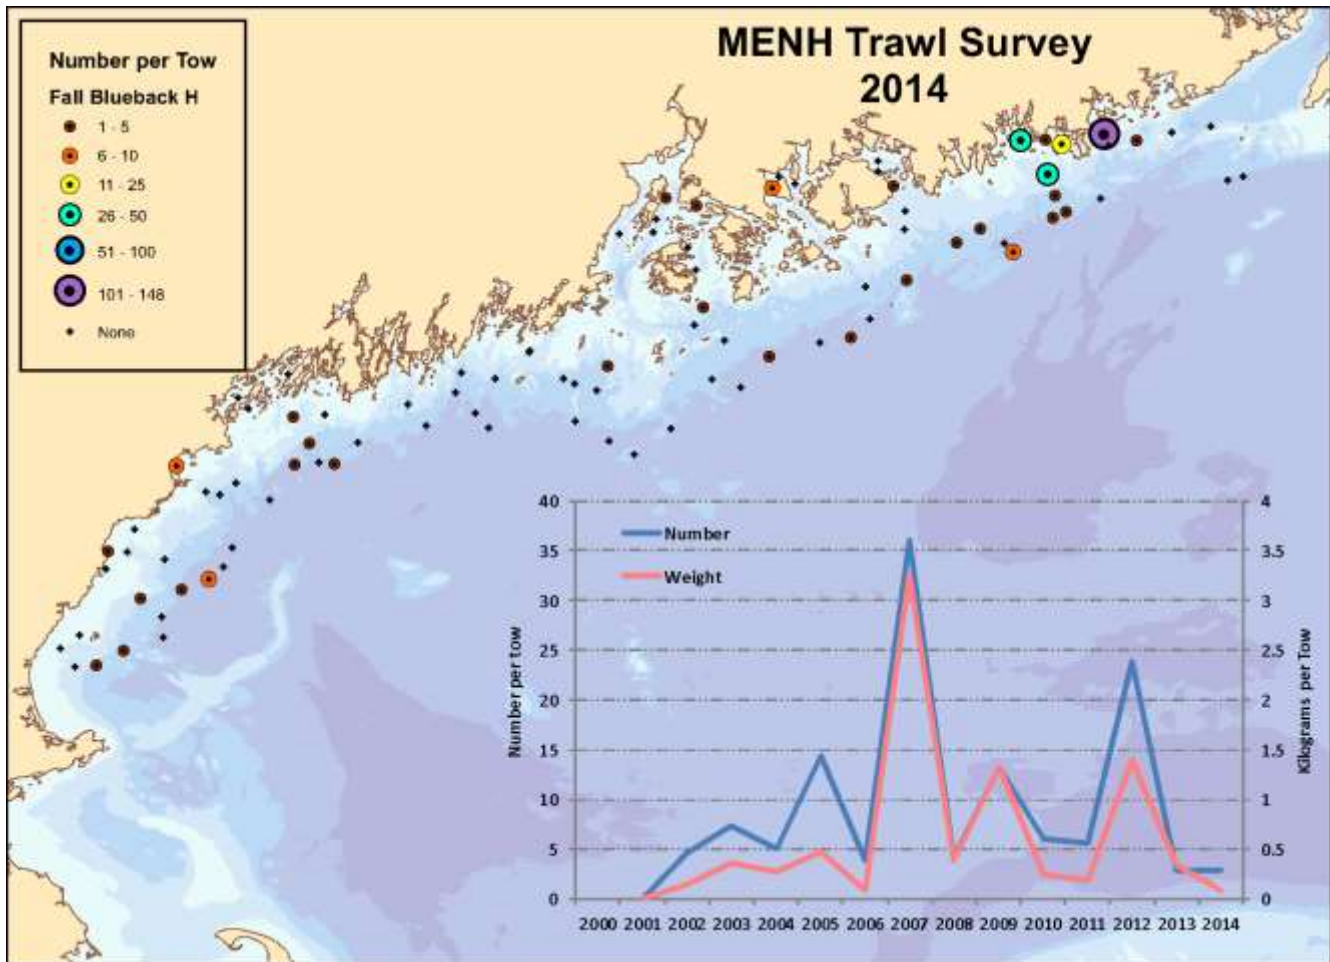 MENH Trawl Survey
2014
Number per Tow
Fall Blueback H
1 - 5
6 - 10
11 - 25
26 - 50
51 - 100
101 - 148
None
Number
Weight
Number per tow
40
35
30
25
20
15
10
5
0
4
3.5
3
2.5
2
1.5
1
0.5
0
Kilograms per Tow
2000 2001 2002 2003 2004 2005 2006 2007 2008 2009 2010 2011 2012 2013 2014